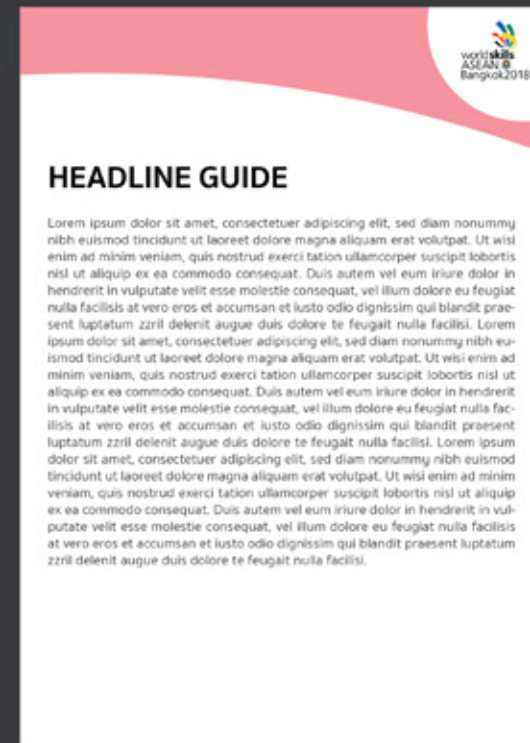 worldskills
ASEAN
Bangkok2018
HEADLINE GUIDE
Lorem ipsum dolor sit amet, consectetuer adipiscing elit, sed diam nonummy
nibh euismod tincidunt ut laoreet dolore magna aliquam erat volutpat. Ut wisi
enim ad minim veniam, quis nostrud exerci tation ullamcorper suscipit lobortis
nisl ut aliquip ex ea commodo consequat. Duis autem vel eum iriure dolor in
hendrerit in vulputate velit esse molestie consequat, vel illum dolore eu feugiat
nulla facilisis at vero eros et accumsan et iusto odio dignissim qui blandit prae-
sent luptatum zzril delenit augue duis dolore te feugait nulla facilisi. Lorem
ipsum dolor sit amet, consectetuer adipiscing elit, sed diam nonummy nibh eu-
ismod tincidunt ut laoreet dolore magna aliquam erat volutpat. Ut wisi enim ad
minim veniam, quis nostrud exerci tation ullamcorper suscipit lobortis nisl ut
aliquip ex ea commodo consequat. Duis autem vel eum iriure dolor in hendrerit
in vulputate velit esse molestie consequat, vel illum dolore eu feugiat nulla fac-
ilisis at vero eros et accumsan et iusto odio dignissim qui blandit praesent
luptatum zzril delenit augue duis dolore te feugait nulla facilisi. Lorem ipsum
dolor sit amet, consectetuer adipiscing elit, sed diam nonummy nibh euismod
tincidunt ut laoreet dolore magna aliquam erat volutpat. Ut wisi enim ad minim
veniam, quis nostrud exerci tation ullamcorper suscipit lobortis nisl ut aliquip
ex ea commodo consequat. Duis autem vel eum iriure dolor in hendrerit in vul-
putate velit esse molestie consequat, vel illum dolore eu feugiat nulla facilisis
at vero eros et accumsan et iusto odio dignissim qui blandit praesent luptatum
zzril delenit augue duis dolore te feugait nulla facilisi.